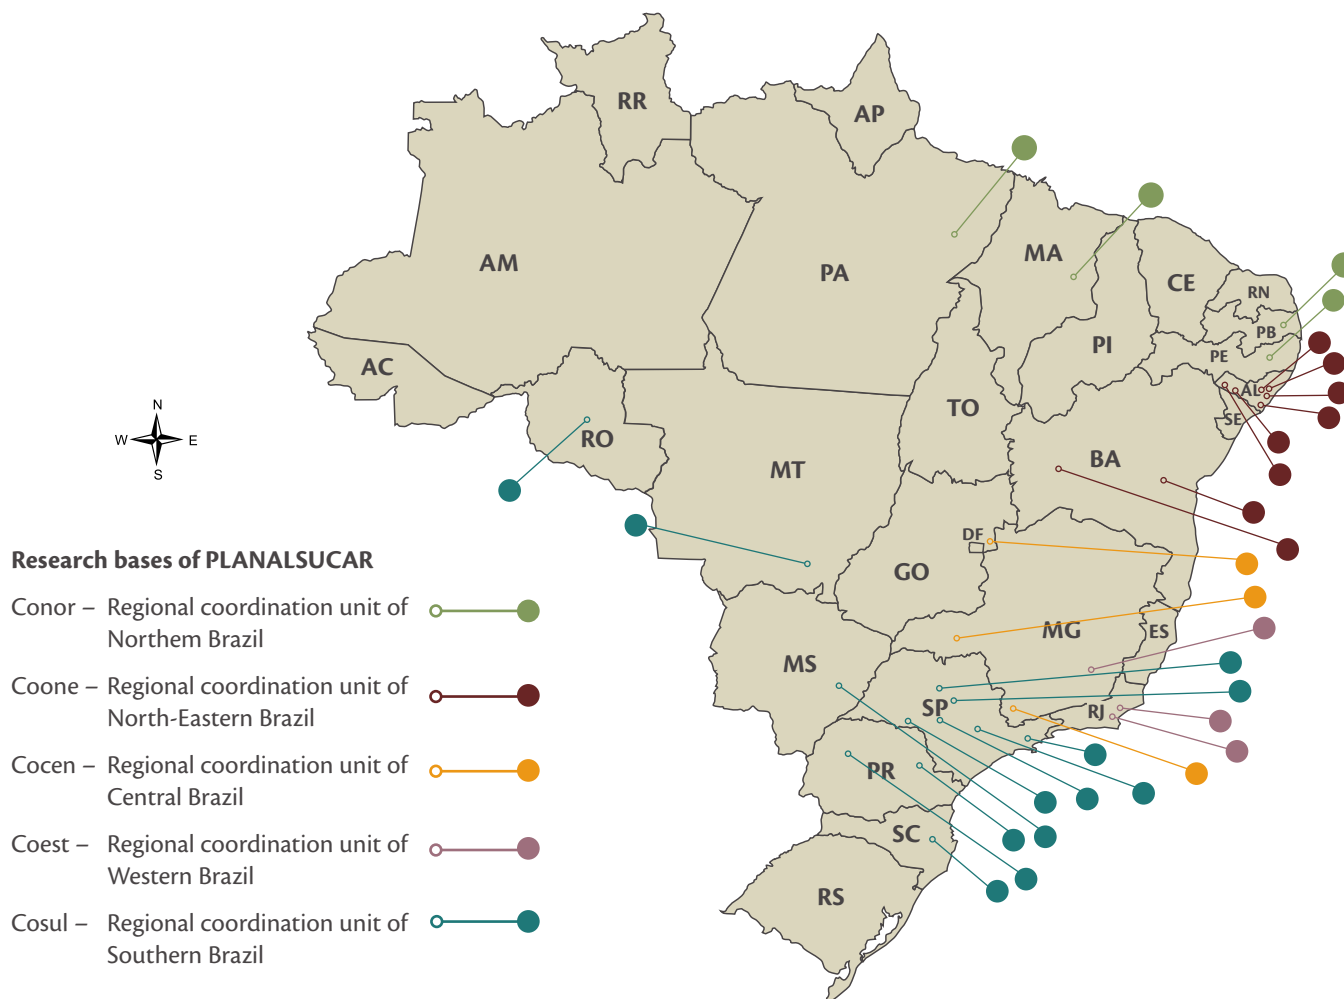 RR
AP
AM
PA
MA
CE
RN
PB
PE
PI
AC
AL
SE
TO
RO
BA
MT
N
W
E
S
DF
GO
MG
ES
MS
SP
RJ
PR
SC
RS
Research bases of PLANALSUCAR
Conor – Regional coordination unit of
Northem Brazil
Coone – Regional coordination unit of
North-Eastern Brazil
Cocen – Regional coordination unit of
Central Brazil
Coest – Regional coordination unit of
Western Brazil
Cosul – Regional coordination unit of
Southern Brazil